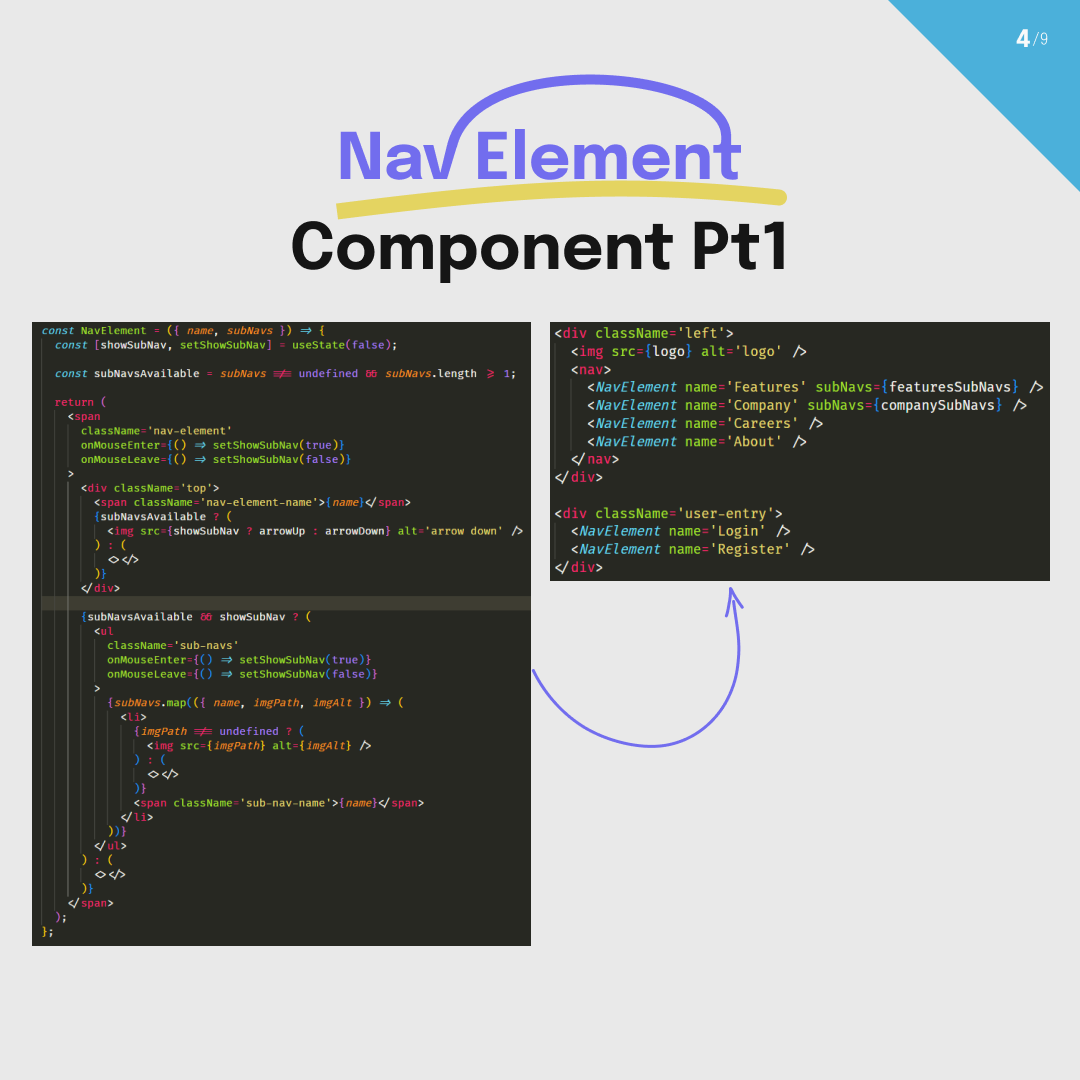 4/9
Nav Element
Component Pt1
const NavElement = ({ name, subNavs }) => {
  const [showSubNav, setShowSubNav] = useState(false);

  const subNavsAvailable = subNavs !== undefined && subNavs.length >= 1;

  return (
    <span
      className='nav-element'
      onMouseEnter={() => setShowSubNav(true)}
      onMouseLeave={() => setShowSubNav(false)}
    >
      <div className='top'>
        <span className='nav-element-name'>{name}</span>
        {subNavsAvailable ? (
          <img src={showSubNav ? arrowUp : arrowDown} alt='arrow down' />
        ) : (
          <></>
        )}
      </div>

      {subNavsAvailable && showSubNav ? (
        <ul
          className='sub-navs'
          onMouseEnter={() => setShowSubNav(true)}
          onMouseLeave={() => setShowSubNav(false)}
        >
          {subNavs.map(({ name, imgPath, imgAlt }) => (
            <li>
              {imgPath !== undefined ? (
                <img src={imgPath} alt={imgAlt} />
              ) : (
                <></>
              )}
              <span className='sub-nav-name'>{name}</span>
            </li>
          ))}
        </ul>
      ) : (
        <></>
      )}
    </span>
  );
};
<div className='left'>
  <img src={logo} alt='logo' />
  <nav>
    <NavElement name='Features' subNavs={featuresSubNavs} />
    <NavElement name='Company' subNavs={companySubNavs} />
    <NavElement name='Careers' />
    <NavElement name='About' />
  </nav>
</div>

<div className='user-entry'>
  <NavElement name='Login' />
  <NavElement name='Register' />
</div>